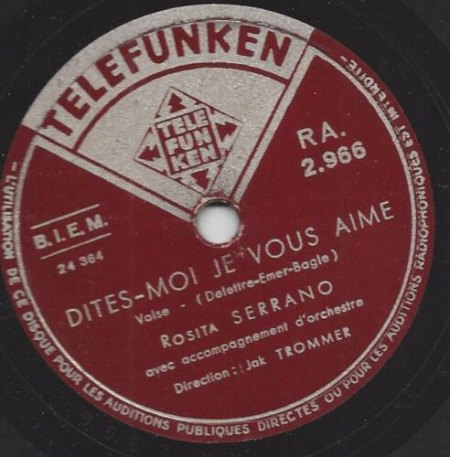 TELEFUNKEN
TELE
FUN
KEN
RA.
2.966
B.I.E.M.
24 364
DITES-MOI JE VOUS AIME
Valse - (Delettre-Emer-Bagle)
ROSITA SERRANO
avec accompagnement d'orchestre
Direction: Jak TROMMER
- L'UTILISATION DE CE DISQUE POUR LES AUDITIONS PUBLIQUES DIRECTES OU POUR LES AUDITIONS RADIOPHONIQUES EST INTERDITE -